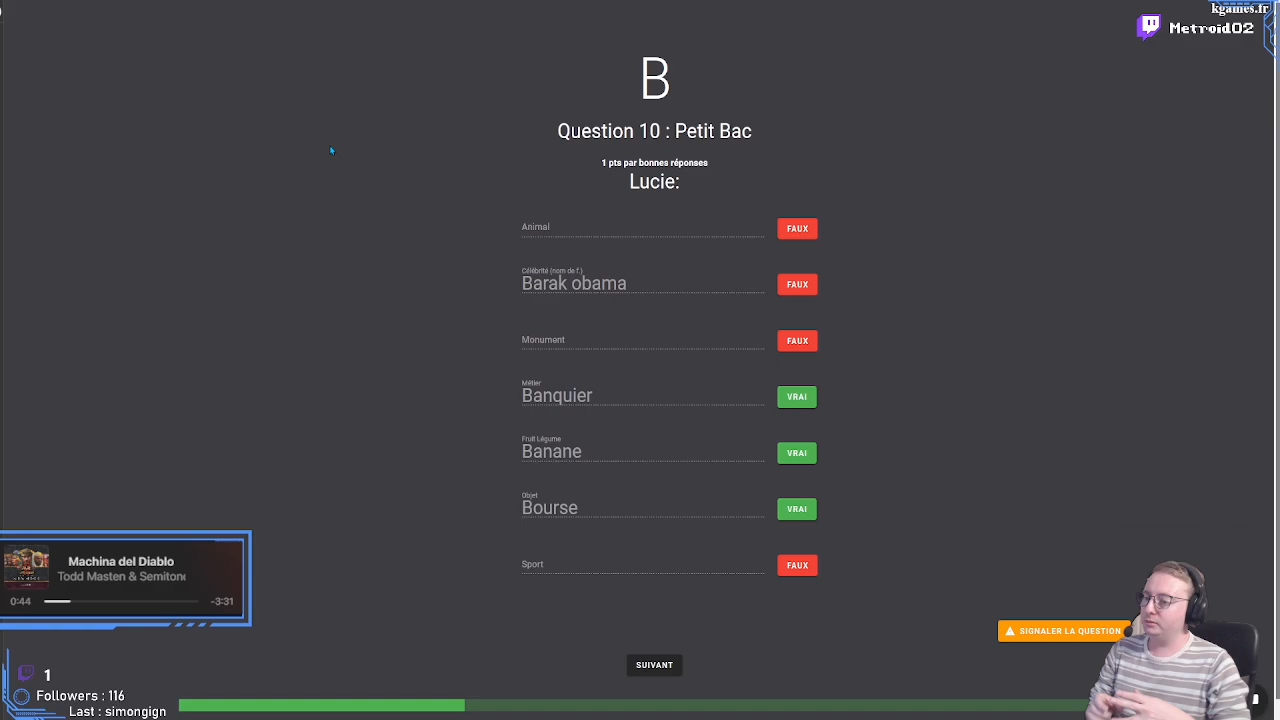 kgames.fr
Metroid02
B
Question 10 : Petit Bac
1 pts par bonnes réponses
Lucie:
Animal
FAUX
Célébrité (nom de f.)
Barak obama
FAUX
Monument
FAUX
Métier
Banquier
VRAI
Fruit Légume
Banane
VRAI
Objet
Bourse
VRAI
Sport
FAUX
Machina del Diablo
Todd Masten & Semitone
0:44
-3:31
SIGNALER LA QUESTION
SUIVANT
1
Followers : 116
Last : simongign